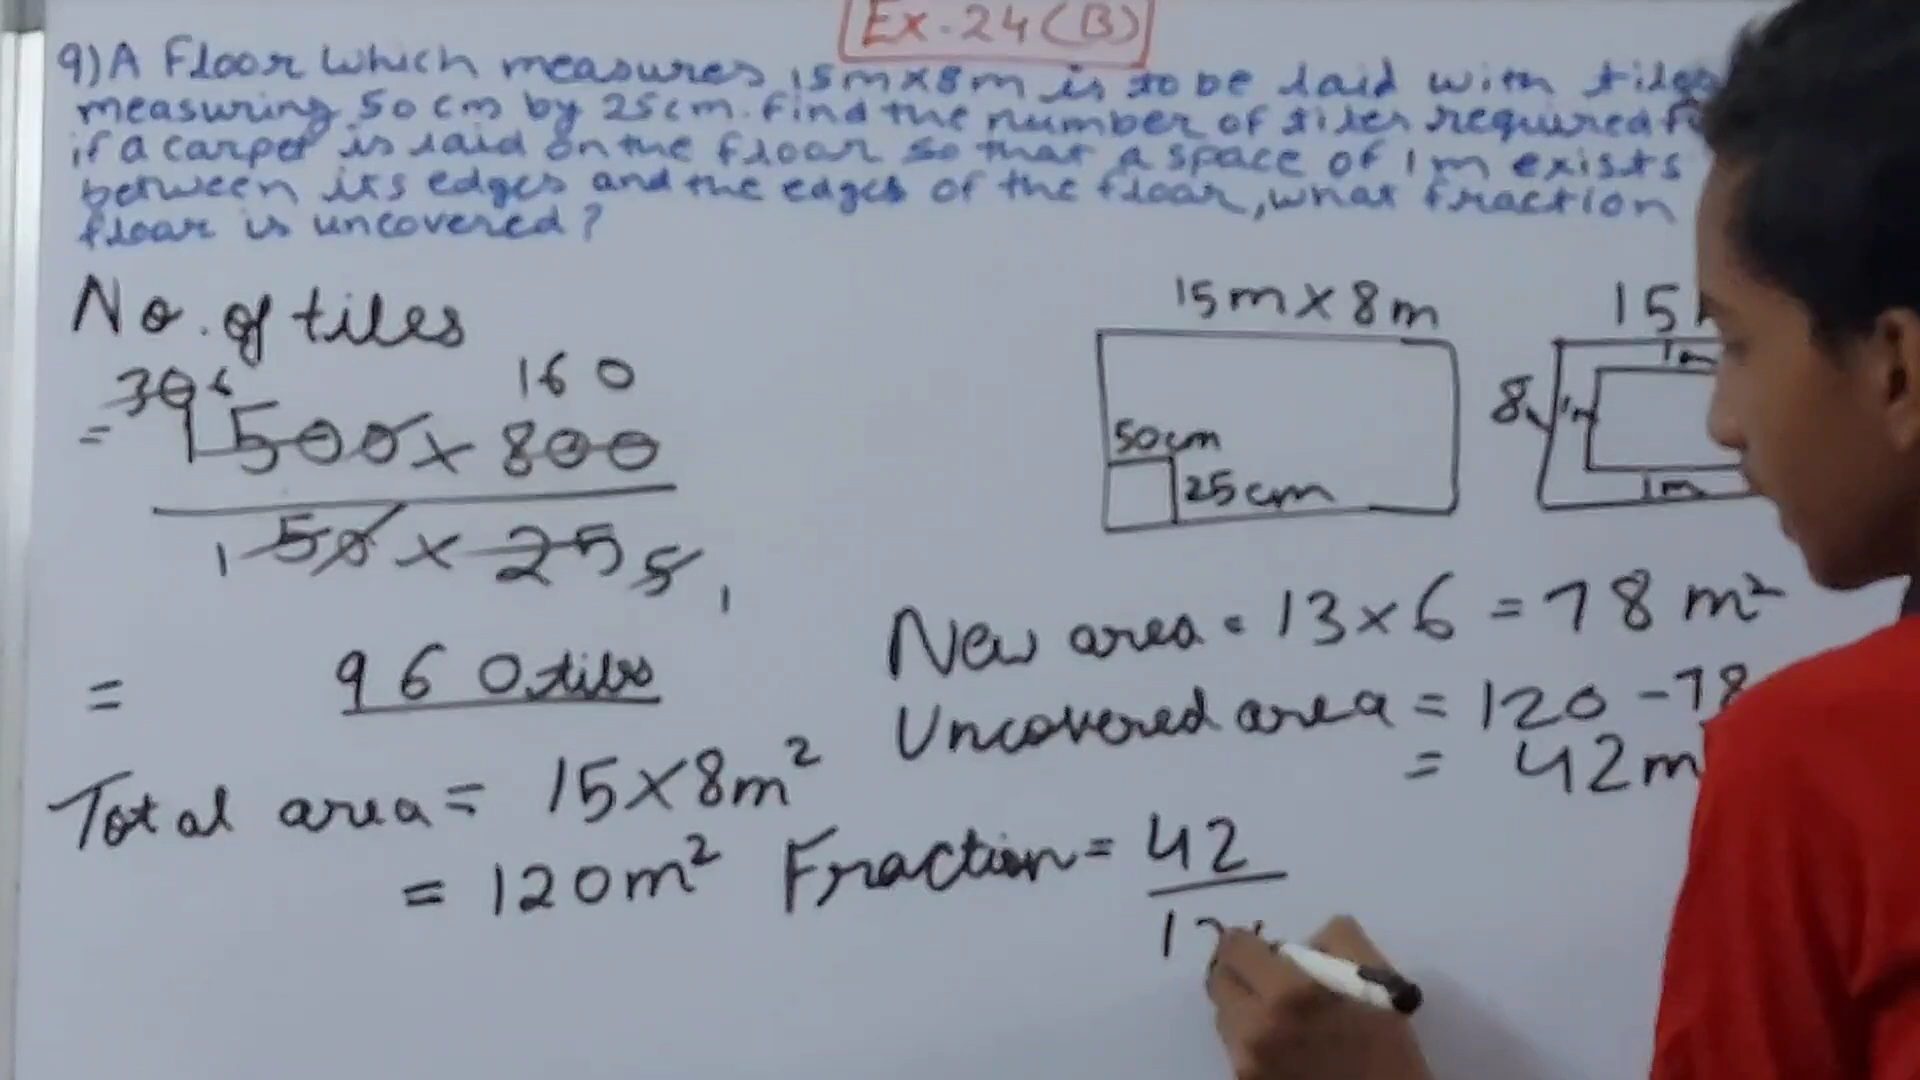 Ex-24(B)
9) A Floor which measures 15m x 8m is to be laid with tiles
measuring 50 cm by 25cm. Find the number of tiles required
if a carpet is laid on the floor so that a space of 1m exists
between its edges and the edges of the floor, what fraction
floor is uncovered?
No. of tiles
30 6 160
= 1500 x 800
1 50 x 25 5 1
= 960 tiles
Total area = 15x8m²
= 120m²
15m x 8m
50cm
25cm
15
1m
8
1m
1m
New area = 13x6 = 78 m²
Uncovered area = 120 -78
= 42m
Fraction = 42